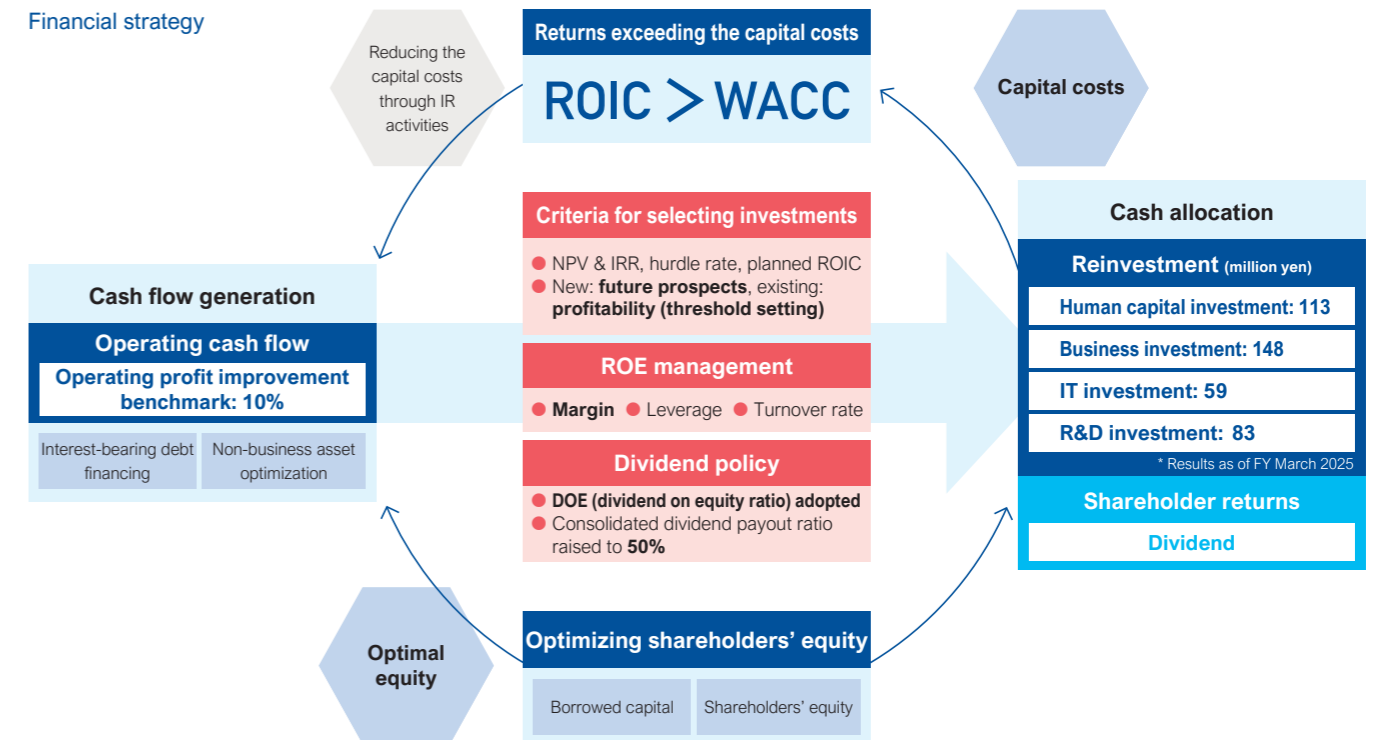 Financial strategy
Reducing the
capital costs
through IR
activities
Returns exceeding the capital costs
ROIC > WACC
Capital costs
Criteria for selecting investments
● NPV & IRR, hurdle rate, planned ROIC
● New: future prospects, existing:
profitability (threshold setting)
ROE management
● Margin ● Leverage ● Turnover rate
Dividend policy
● DOE (dividend on equity ratio) adopted
● Consolidated dividend payout ratio
raised to 50%
Cash flow generation
Operating cash flow
Operating profit improvement
benchmark: 10%
Interest-bearing debt
financing
Non-business asset
optimization
Cash allocation
Reinvestment (million yen)
Human capital investment: 113
Business investment: 148
IT investment: 59
R&D investment: 83
* Results as of FY March 2025
Shareholder returns
Dividend
Optimal
equity
Optimizing shareholders’ equity
Borrowed capital
Shareholders’ equity